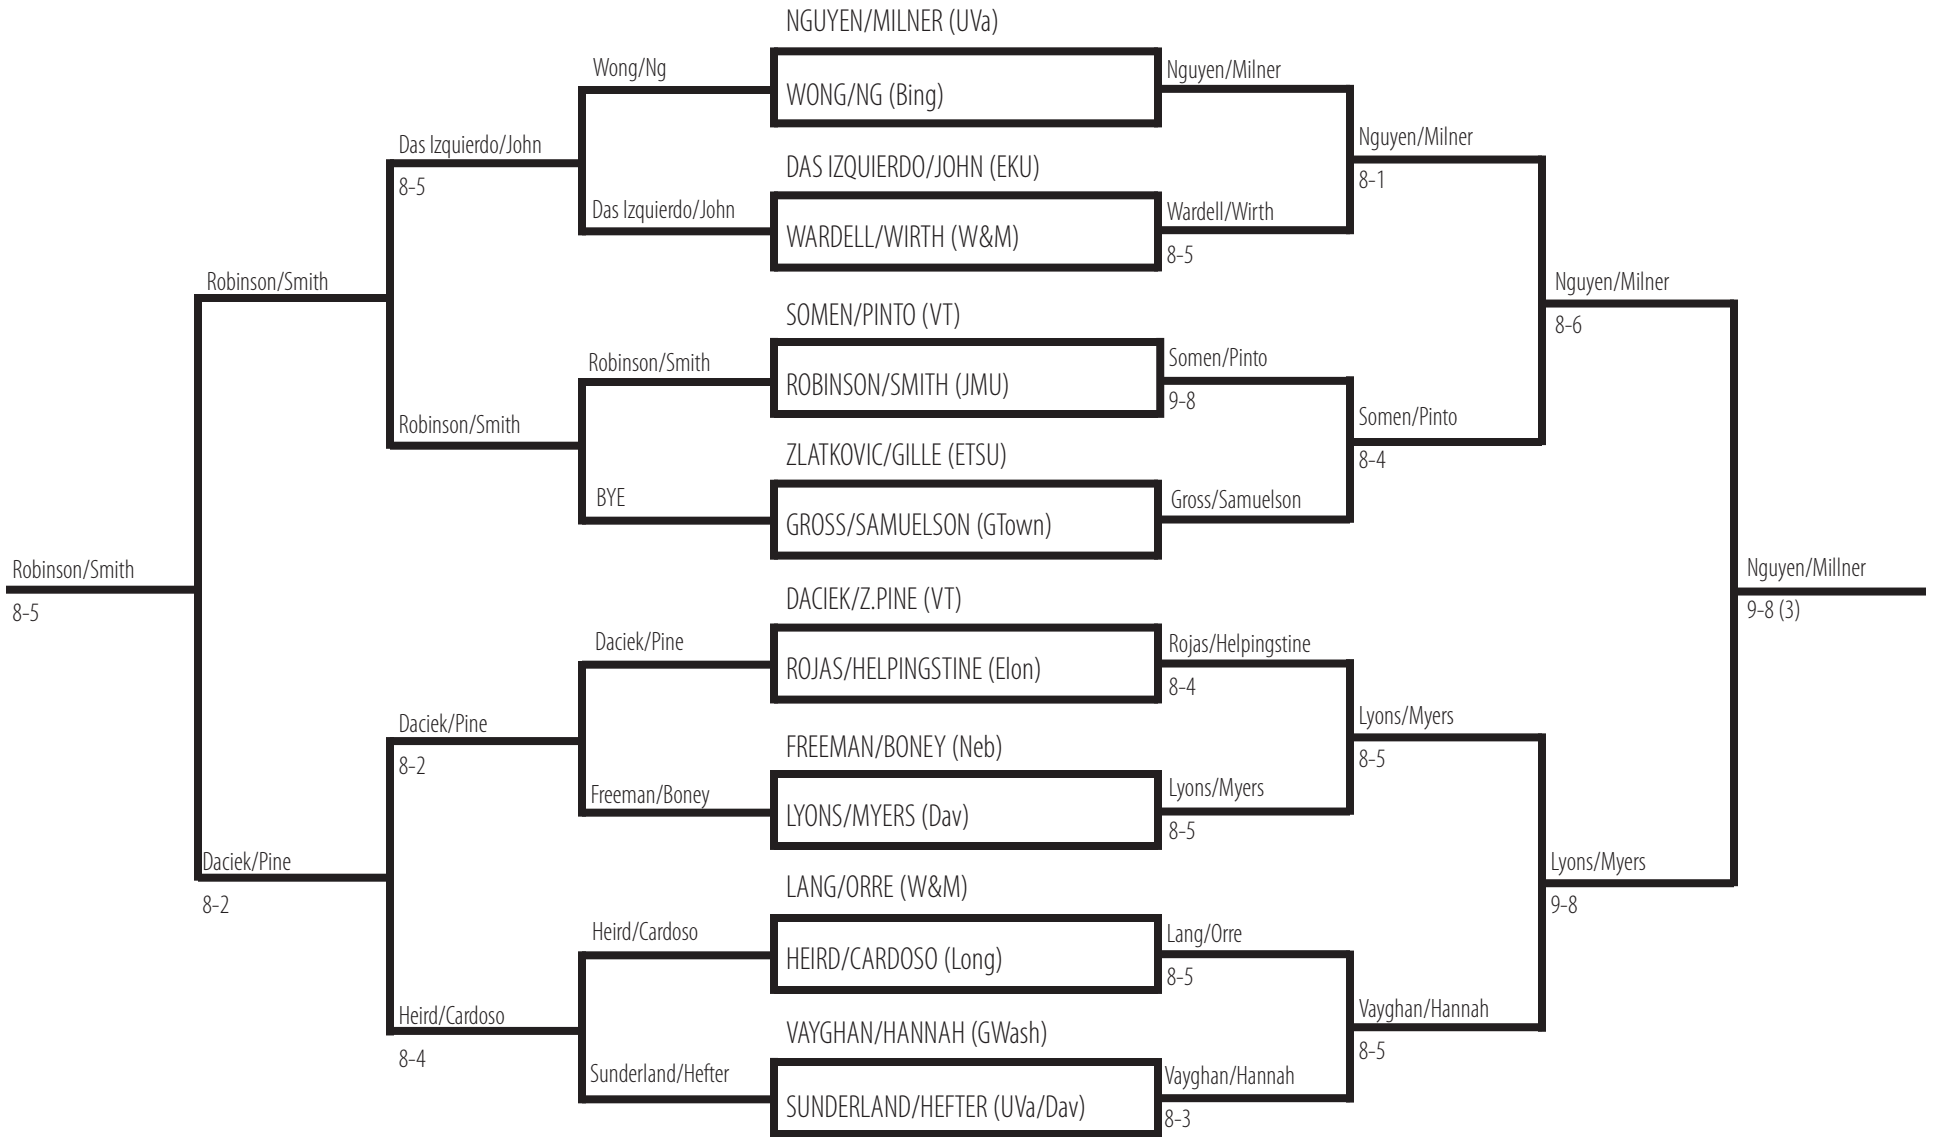 NGUYEN/MILNER (UVa)
WONG/NG (Bing)
DAS IZQUIERDO/JOHN (EKU)
WARDELL/WIRTH (W&M)
SOMEN/PINTO (VT)
ROBINSON/SMITH (JMU)
ZLATKOVIC/GILLE (ETSU)
GROSS/SAMUELSON (GTown)
DACIEK/Z.PINE (VT)
ROJAS/HELPINGSTINE (Elon)
FREEMAN/BONEY (Neb)
LYONS/MYERS (Dav)
LANG/ORRE (W&M)
HEIRD/CARDOSO (Long)
VAYGHAN/HANNAH (GWash)
SUNDERLAND/HEFTER (UVa/Dav)
Wong/Ng
Das Izquierdo/John
Robinson/Smith
BYE
Daciek/Pine
Freeman/Boney
Heird/Cardoso
Sunderland/Hefter
Das Izquierdo/John
8-5
Robinson/Smith
Daciek/Pine
8-2
Heird/Cardoso
8-4
Robinson/Smith
Daciek/Pine
8-2
Robinson/Smith
8-5
Nguyen/Milner
Wardell/Wirth
8-5
Somen/Pinto
9-8
Gross/Samuelson
Rojas/Helpingstine
8-4
Lyons/Myers
8-5
Lang/Orre
8-5
Vayghan/Hannah
8-3
Nguyen/Milner
8-1
Somen/Pinto
8-4
Lyons/Myers
8-5
Vayghan/Hannah
8-5
Nguyen/Milner
8-6
Lyons/Myers
9-8
Nguyen/Millner
9-8 (3)